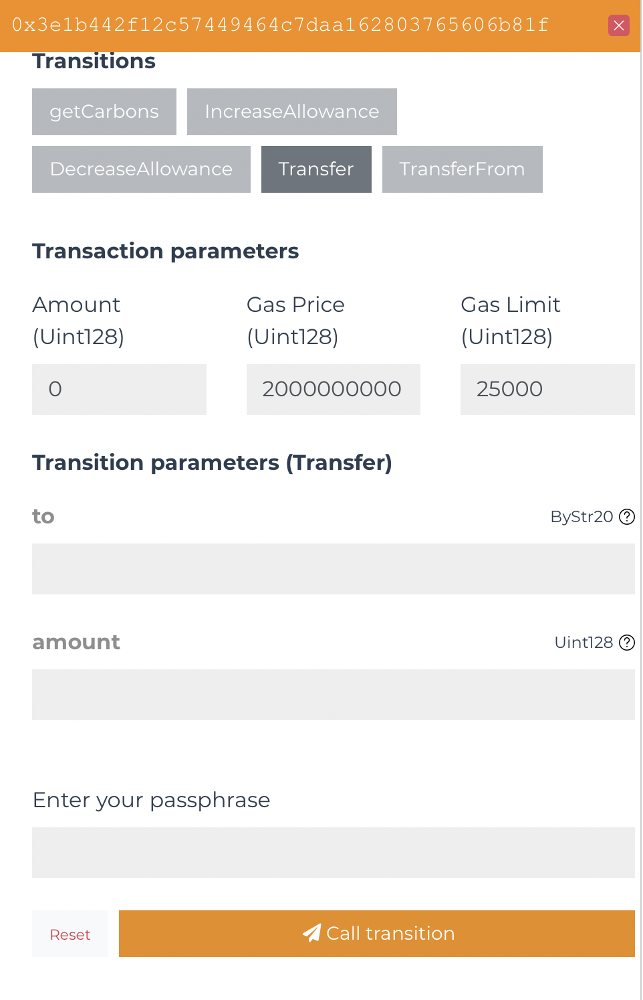 0x3e1b442f12c57449464c7daa162803765606b81f
Transitions
getCarbons IncreaseAllowance
DecreaseAllowance Transfer TransferFrom
Transaction parameters
Amount (Uint128)
Gas Price (Uint128)
Gas Limit (Uint128)
0 2000000000 25000
Transition parameters (Transfer)
to ByStr20 ?
amount Uint128 ?
Enter your passphrase
Reset Call transition